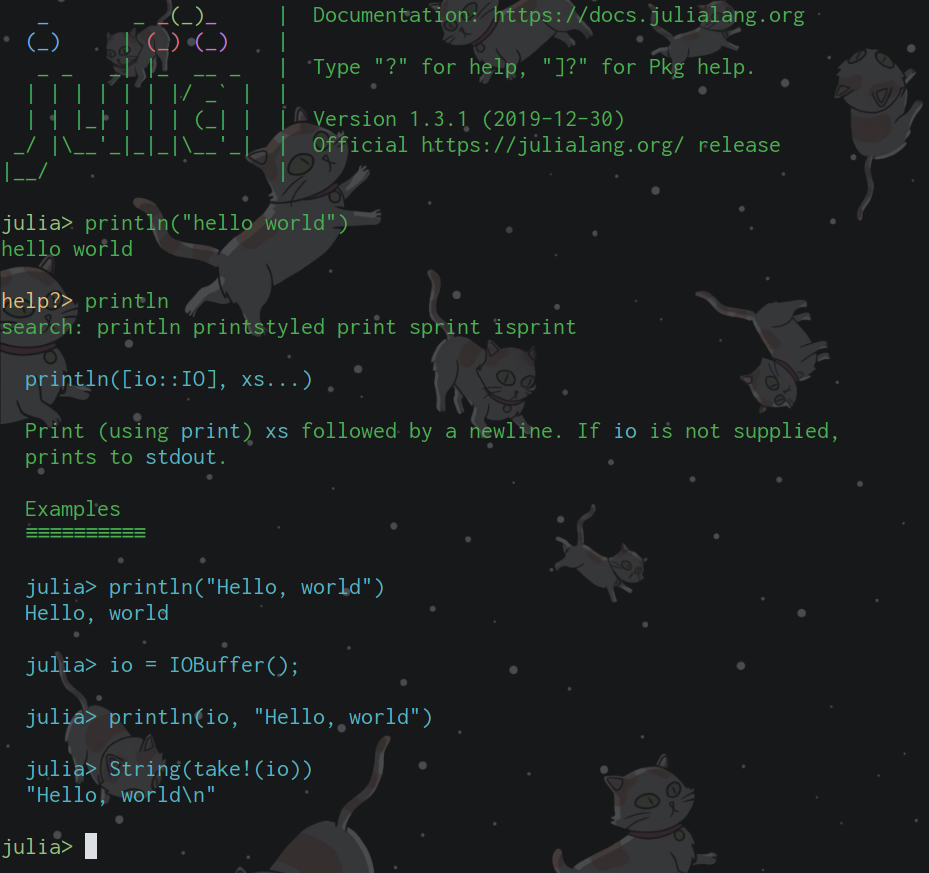 _
   _       _ _(_)_     |  Documentation: https://docs.julialang.org
  (_)     | (_) (_)    |
   _ _   _| |_  __ _   |  Type "?" for help, "]?" for Pkg help.
  | | | | | | |/ _` |  |
  | | |_| | | | (_| |  |  Version 1.3.1 (2019-12-30)
 _/ |\__'_|_|_|\__'_|  |  Official https://julialang.org/ release
|__/                   |
julia> println("hello world")
hello world
help?> println
search: println printstyled print sprint isprint
println([io::IO], xs...)
Print (using print) xs followed by a newline. If io is not supplied,
prints to stdout.
Examples
≡≡≡≡≡≡≡≡≡≡
julia> println("Hello, world")
Hello, world
julia> io = IOBuffer();
julia> println(io, "Hello, world")
julia> String(take!(io))
"Hello, world\n"
julia>